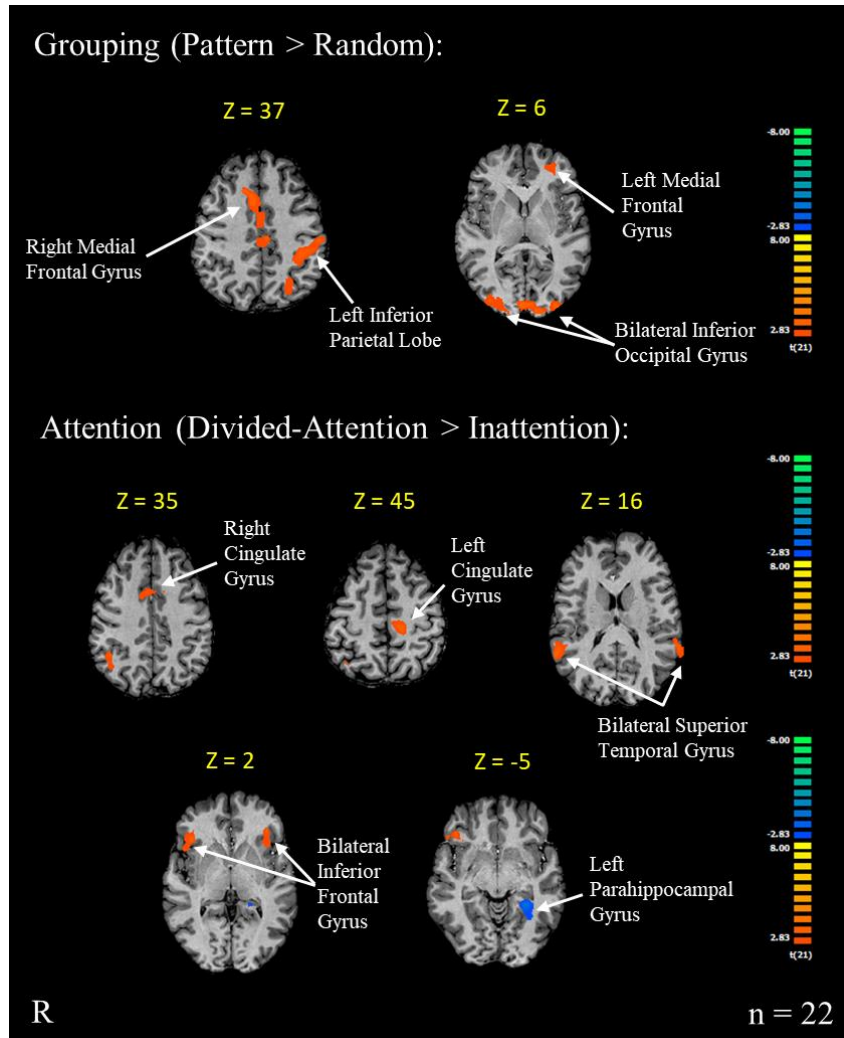 Grouping (Pattern > Random):
Z = 37
Z = 6
-8.00
-2.83
8.00
2.83
t(21)
Left Medial
Frontal
Gyrus
Right Medial
Frontal Gyrus
Left Inferior
Parietal Lobe
Bilateral Inferior
Occipital Gyrus
Attention (Divided-Attention > Inattention):
-8.00
-2.83
8.00
2.83
t(21)
Z = 35
Z = 45
Z = 16
Right
Cingulate
Gyrus
Left
Cingulate
Gyrus
Bilateral Superior
Temporal Gyrus
Z = 2
Z = -5
-8.00
-2.83
8.00
2.83
t(21)
Bilateral
Inferior
Frontal
Gyrus
Left
Parahippocampal
Gyrus
R
n = 22